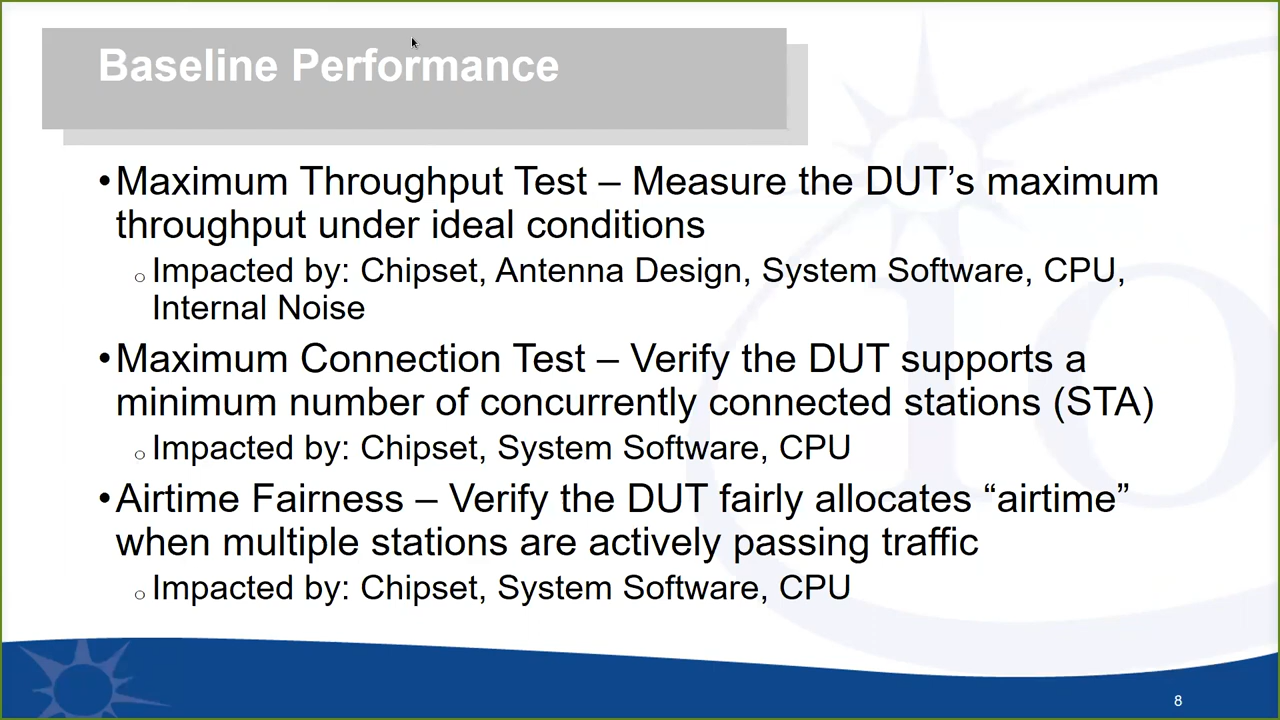 Baseline Performance
•Maximum Throughput Test – Measure the DUT’s maximum
throughput under ideal conditions
○Impacted by: Chipset, Antenna Design, System Software, CPU,
Internal Noise
•Maximum Connection Test – Verify the DUT supports a
minimum number of concurrently connected stations (STA)
○Impacted by: Chipset, System Software, CPU
•Airtime Fairness – Verify the DUT fairly allocates “airtime”
when multiple stations are actively passing traffic
○Impacted by: Chipset, System Software, CPU
8